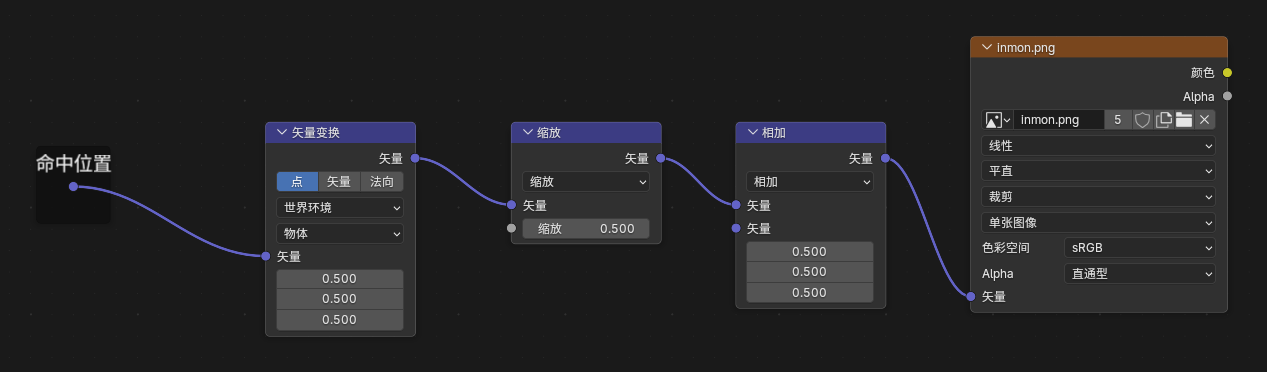 命中位置
矢量变换
矢量
点 矢量 法向
世界环境
物体
矢量
0.500
0.500
0.500
缩放
矢量
缩放
矢量
缩放 0.500
相加
矢量
相加
矢量
矢量
0.500
0.500
0.500
inmon.png
颜色
Alpha
inmon.png 5
线性
平直
裁剪
单张图像
色彩空间 sRGB
Alpha 直通型
矢量